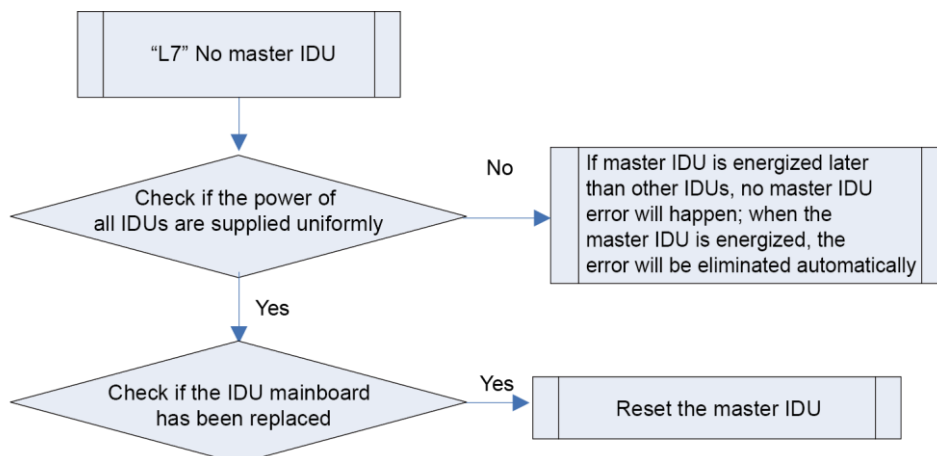 “L7” No master IDU
Check if the power of
all IDUs are supplied uniformly
No
If master IDU is energized later
than other IDUs, no master IDU
error will happen; when the
master IDU is energized, the
error will be eliminated automatically
Yes
Check if the IDU mainboard
has been replaced
Yes
Reset the master IDU